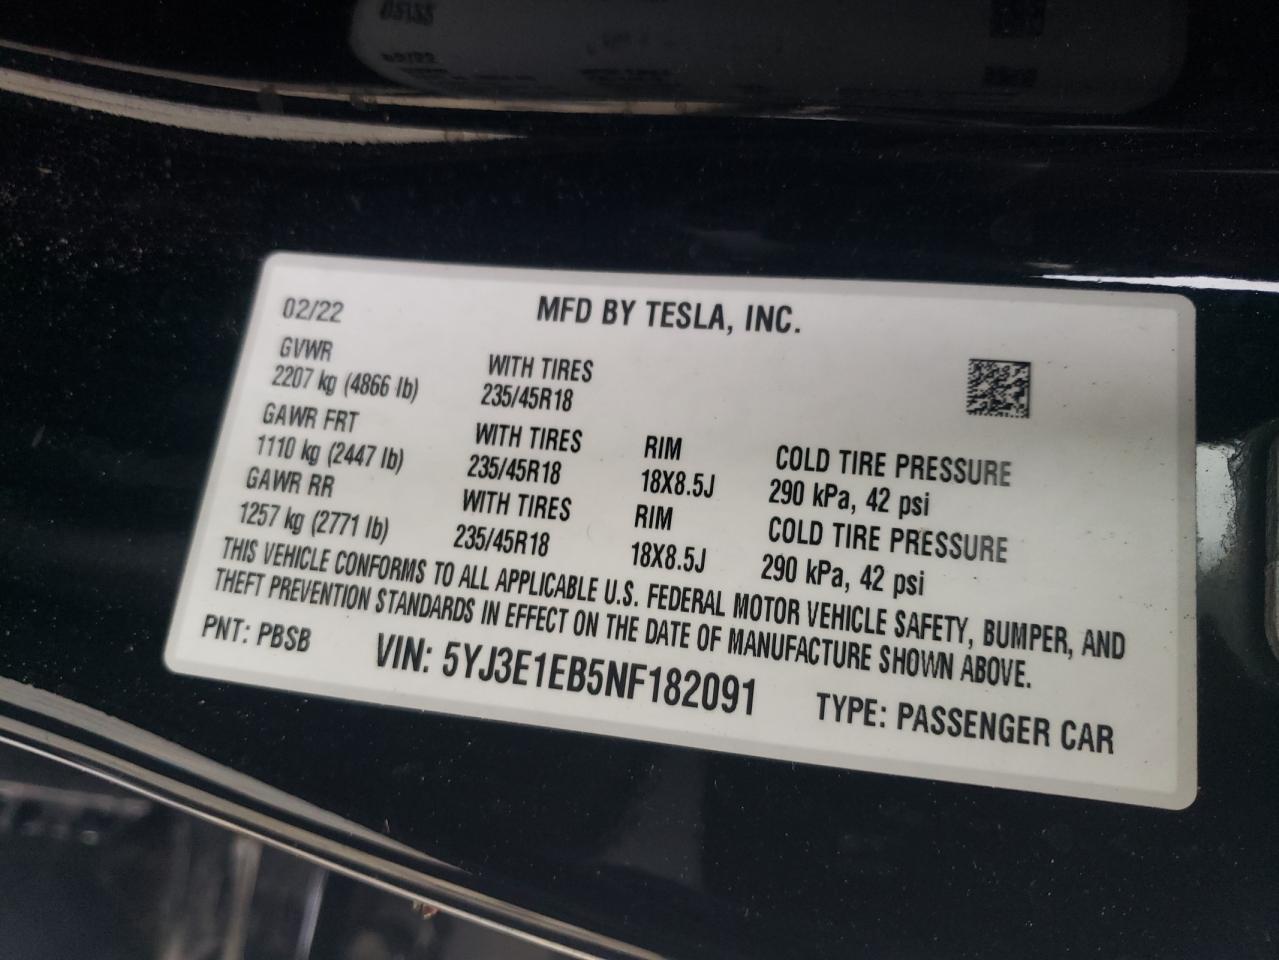 02/22 MFD BY TESLA, INC.
GVWR
2207 kg (4866 lb)
WITH TIRES
235/45R18
GAWR FRT
1110 kg (2447 lb)
WITH TIRES
235/45R18
RIM
18X8.5J
COLD TIRE PRESSURE
290 kPa, 42 psi
GAWR RR
1257 kg (2771 lb)
WITH TIRES
235/45R18
RIM
18X8.5J
COLD TIRE PRESSURE
290 kPa, 42 psi
THIS VEHICLE CONFORMS TO ALL APPLICABLE U.S. FEDERAL MOTOR VEHICLE SAFETY, BUMPER, AND
THEFT PREVENTION STANDARDS IN EFFECT ON THE DATE OF MANUFACTURE SHOWN ABOVE.
PNT: PBSB VIN: 5YJ3E1EB5NF182091 TYPE: PASSENGER CAR